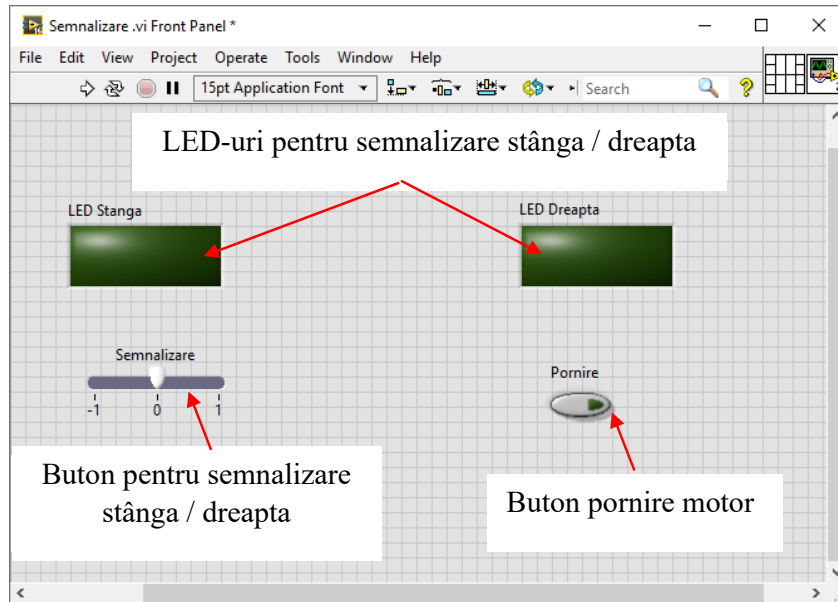 Semnalizare .vi Front Panel *
File Edit View Project Operate Tools Window Help
15pt Application Font Search
LED-uri pentru semnalizare stânga / dreapta
LED Stanga LED Dreapta
Semnalizare
Pornire
-1 0 1
Buton pentru semnalizare
stânga / dreapta
Buton pornire motor